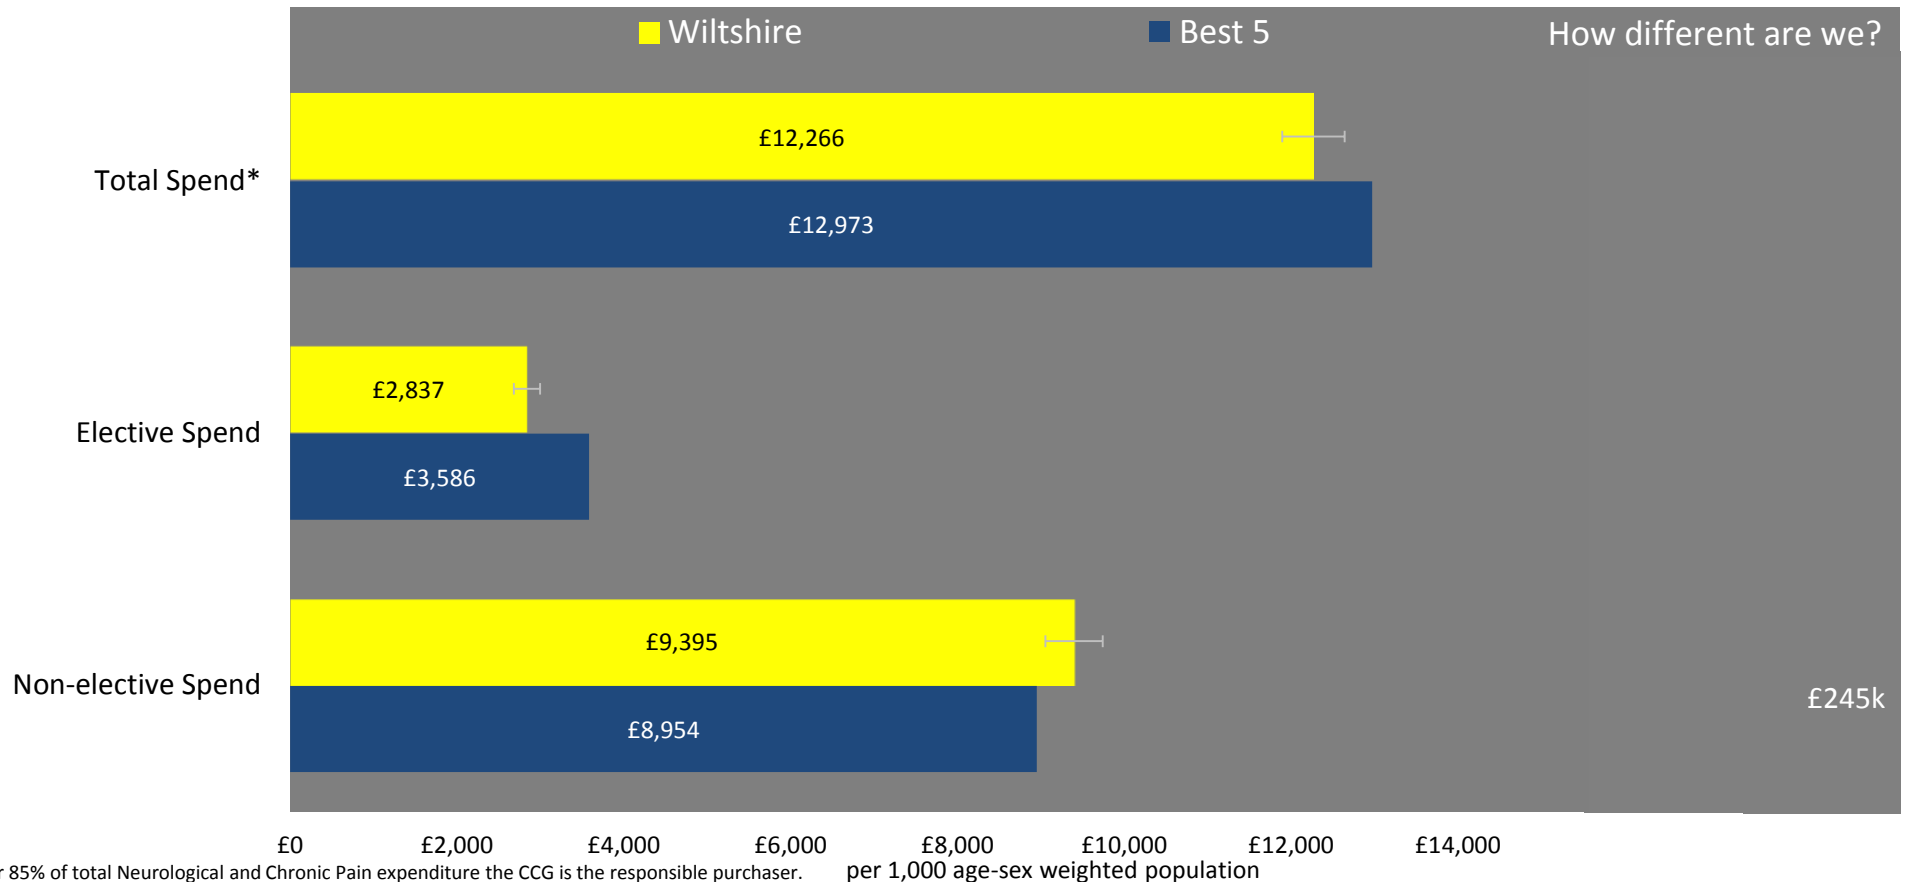 Wiltshire Best 5 How different are we?
£12,266
Total Spend*
£12,973
£2,837
Elective Spend
£3,586
£9,395
Non-elective Spend
£245k
£8,954
£0 £2,000 £4,000 £6,000 £8,000 £10,000 £12,000 £14,000
85% of total Neurological and Chronic Pain expenditure the CCG is the responsible purchaser.
per 1,000 age-sex weighted population